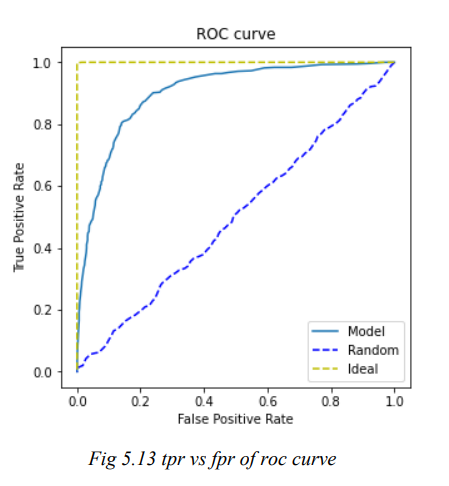 ROC curve
True Positive Rate
1.0
0.8
0.6
0.4
0.2
0.0
Model
Random
Ideal
0.0 0.2 0.4 0.6 0.8 1.0
False Positive Rate
Fig 5.13 tpr vs fpr of roc curve